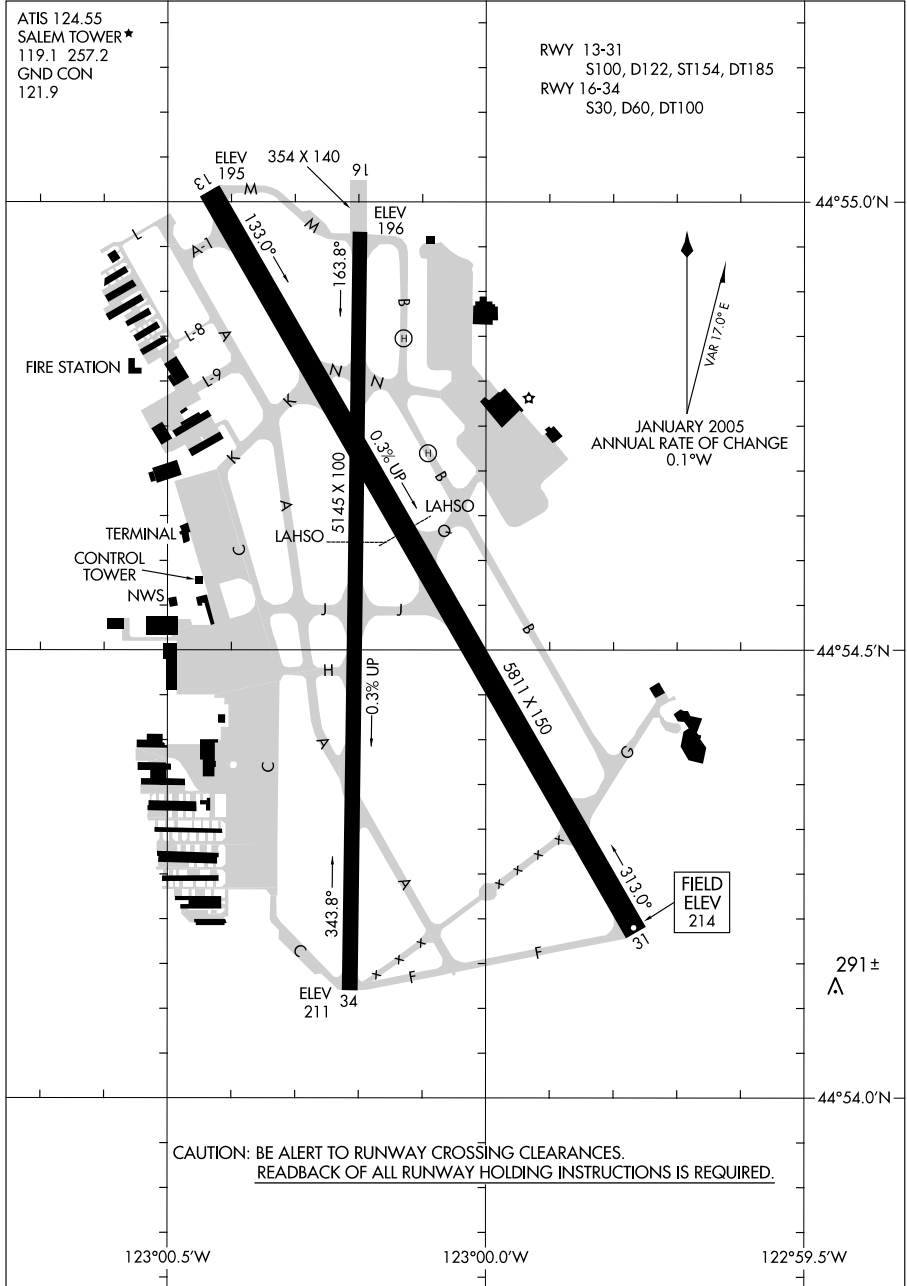 ATIS 124.55
SALEM TOWER★
119.1 257.2
GND CON
121.9
RWY 13-31
S100, D122, ST154, DT185
RWY 16-34
S30, D60, DT100
ELEV
195
354 X 140
16
13
M
ELEV
196
44°55.0'N
L
A-1
133.0°
M
163.8°
B
VAR 17.0° E
H
L-8
A
FIRE STATION
L-9
N
N
K
JANUARY 2005
ANNUAL RATE OF CHANGE
0.1°W
K
0.3% UP
H
B
5145 X 100
A
LAHSO
LAHSO
Q
TERMINAL
C
CONTROL
TOWER
NWS
J
J
B
44°54.5'N
H
0.3% UP
5811 X 150
A
G
C
A
343.8°
313.0°
FIELD
ELEV
214
x
x
x
x
x
x
x
C
F
F
31
291±
ELEV
211
34
44°54.0'N
CAUTION: BE ALERT TO RUNWAY CROSSING CLEARANCES.
READBACK OF ALL RUNWAY HOLDING INSTRUCTIONS IS REQUIRED.
123°00.5'W
123°00.0'W
122°59.5'W